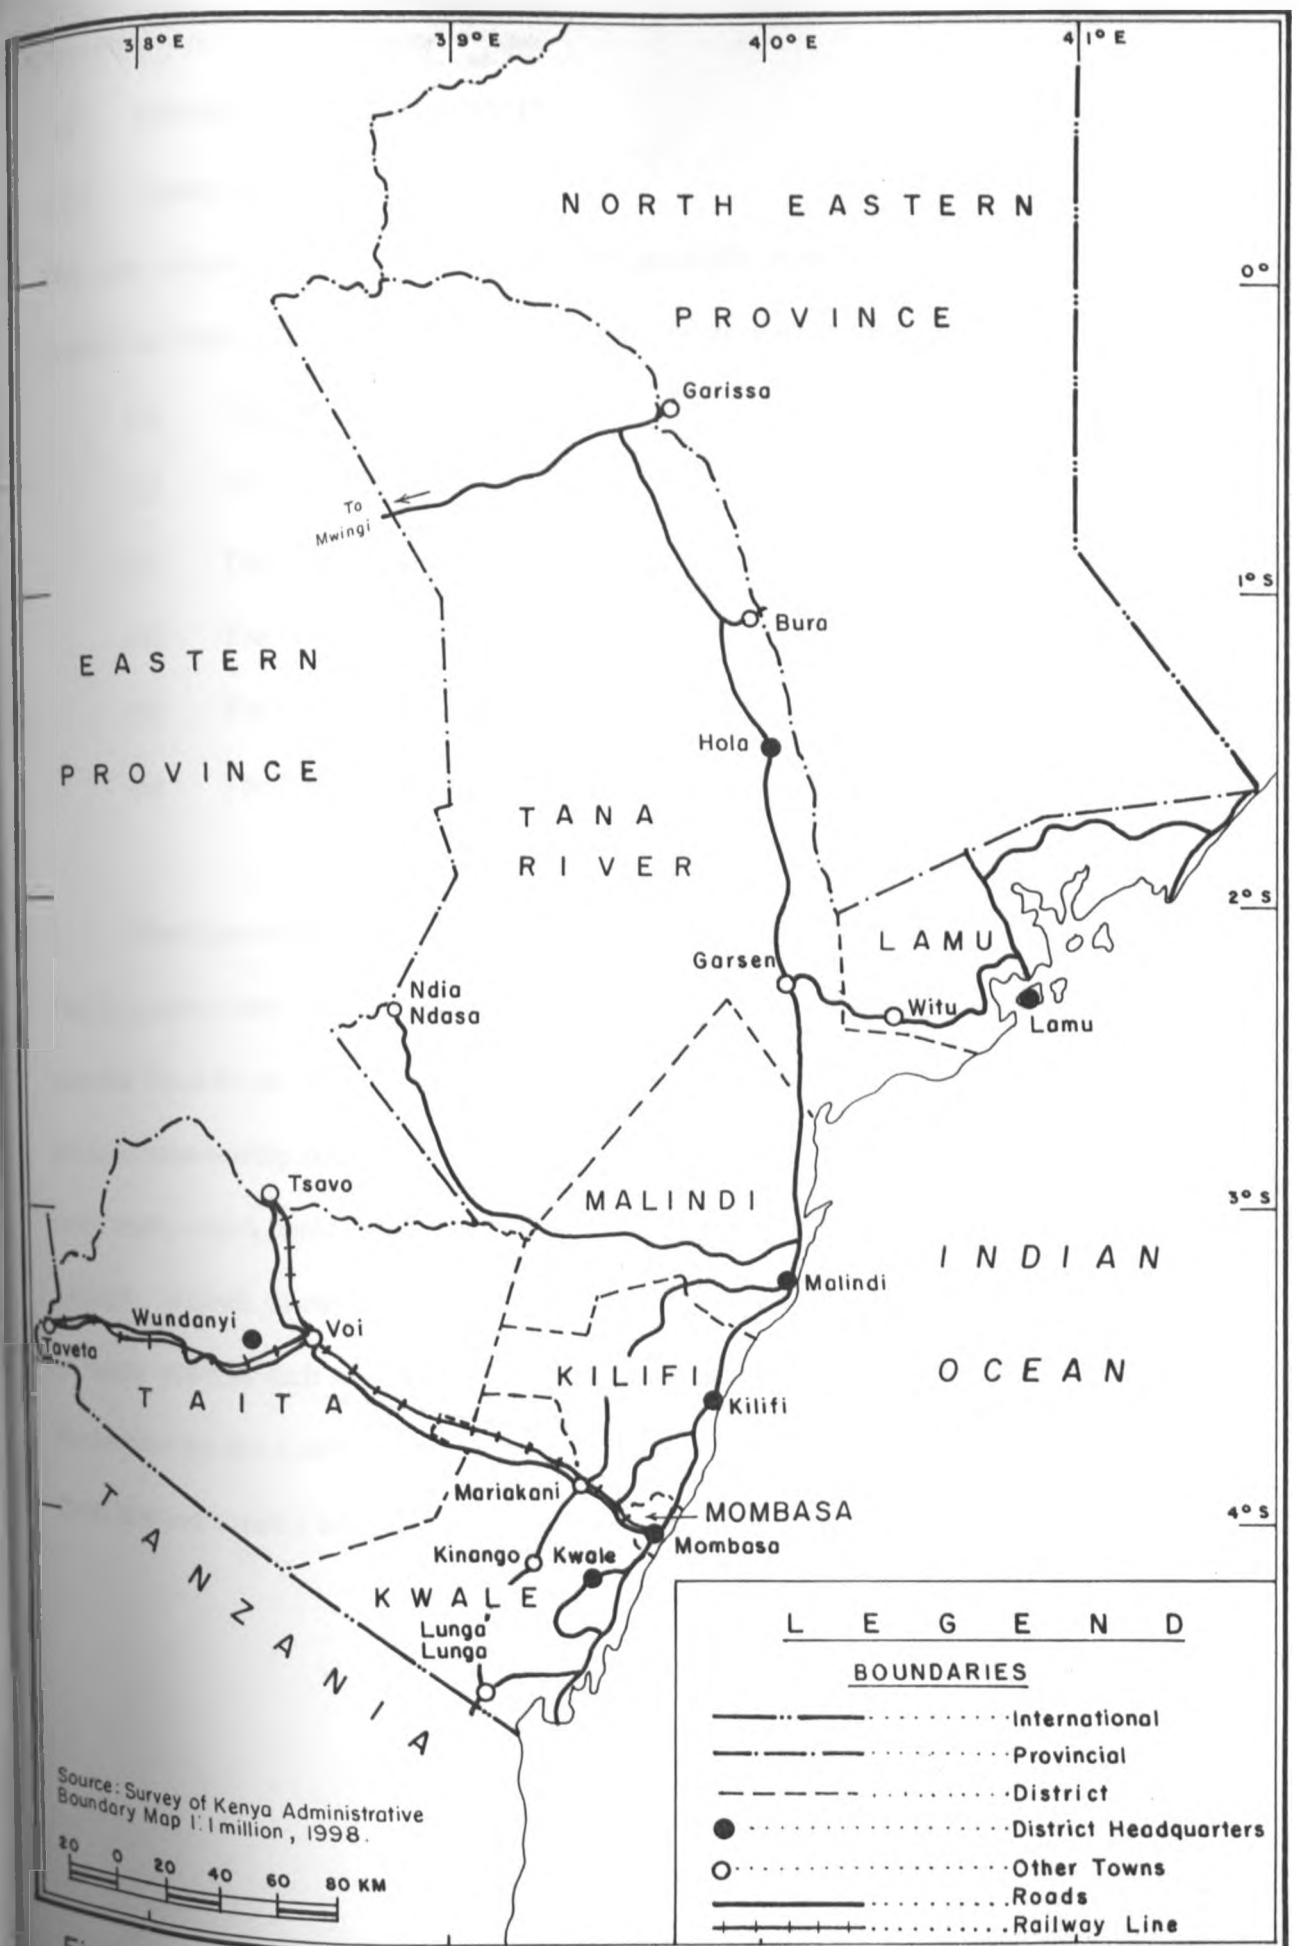 38°E 39°E 40°E 41°E
NORTH EASTERN
PROVINCE
0°
Garissa
To
Mwingi
1°S
Bura
EASTERN
PROVINCE
Hola
TANA
RIVER
2°S
LAMU
Garsen
Ndia
Ndasa
Witu
Lamu
Tsavo
MALINDI
3°S
INDIAN
OCEAN
Malindi
Wundanyi
Voi
Taveta
TAITA
KILIFI
Kilifi
Mariakani
MOMBASA
4°S
Mombasa
Kinango
Kwale
KWALE
Lunga
Lunga
TANZANIA
LEGEND
BOUNDARIES
International
Provincial
District
District Headquarters
Other Towns
Roads
Railway Line
Source: Survey of Kenya Administrative
Boundary Map 1:1million, 1998.
20 0 20 40 60 80 KM